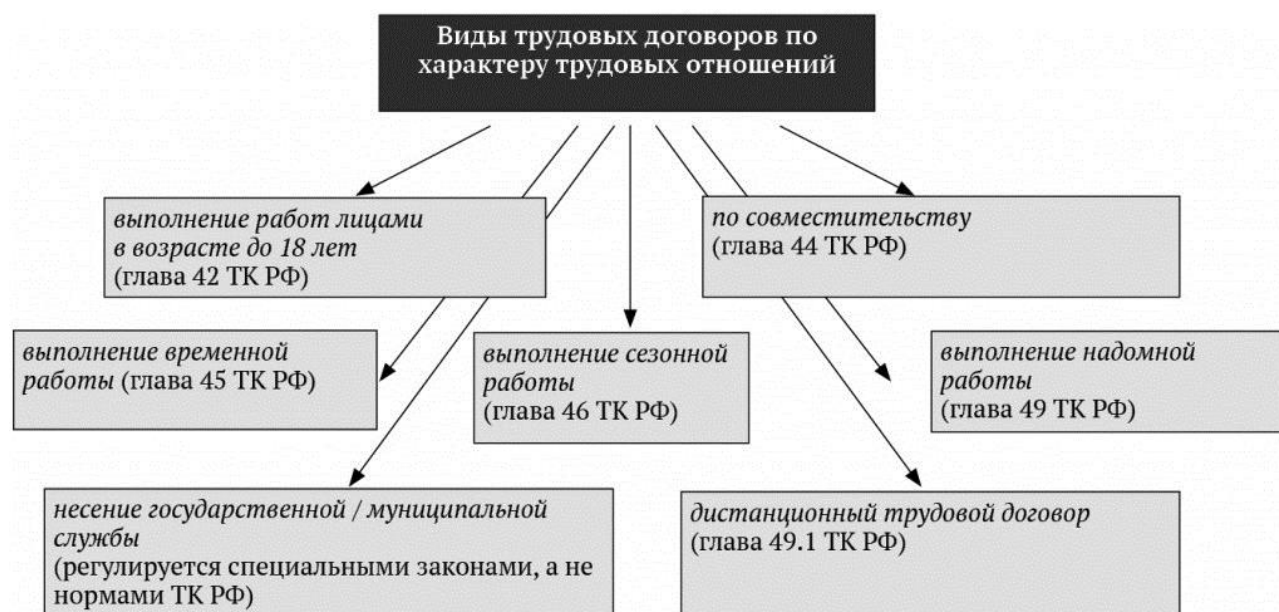 Виды трудовых договоров по
характеру трудовых отношений
выполнение работ лицами
в возрасте до 18 лет
(глава 42 ТК РФ)
по совместительству
(глава 44 ТК РФ)
выполнение временной
работы (глава 45 ТК РФ)
выполнение сезонной
работы
(глава 46 ТК РФ)
выполнение надомной
работы
(глава 49 ТК РФ)
несение государственной / муниципальной
службы
(регулируется специальными законами, а не
нормами ТК РФ)
дистанционный трудовой договор
(глава 49.1 ТК РФ)